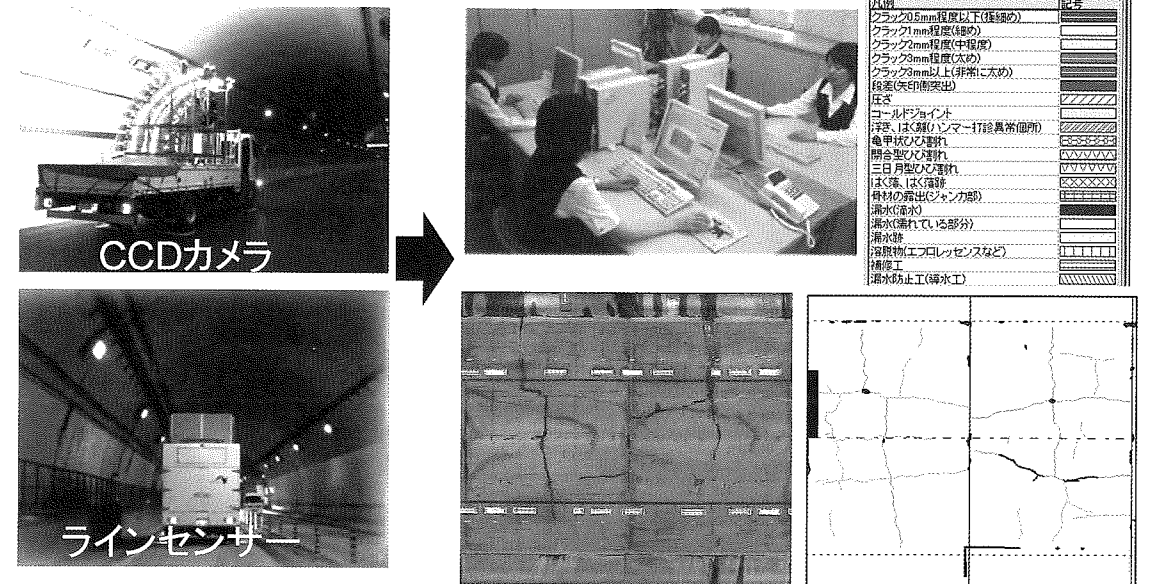 CCDカメラ
ラインセンサー
凡例 記号
クラック0.5mm程度以下(極細め)
クラック1mm程度(細め)
クラック2mm程度(中程度)
クラック3mm程度(太め)
クラック3mm以上(非常に太め)
段差(矢印側突出)
圧ざ
コールドジョイント
浮き、はく離(ハンマー打診異常個所)
亀甲状ひび割れ
閉合型ひび割れ
三日月型ひび割れ
はく落、はく落跡
骨材の露出(ジャンカ部)
漏水(滴水)
漏水(濡れている部分)
漏水跡
溶脱物(エフロレッセンスなど)
補修工
漏水防止工(導水工)